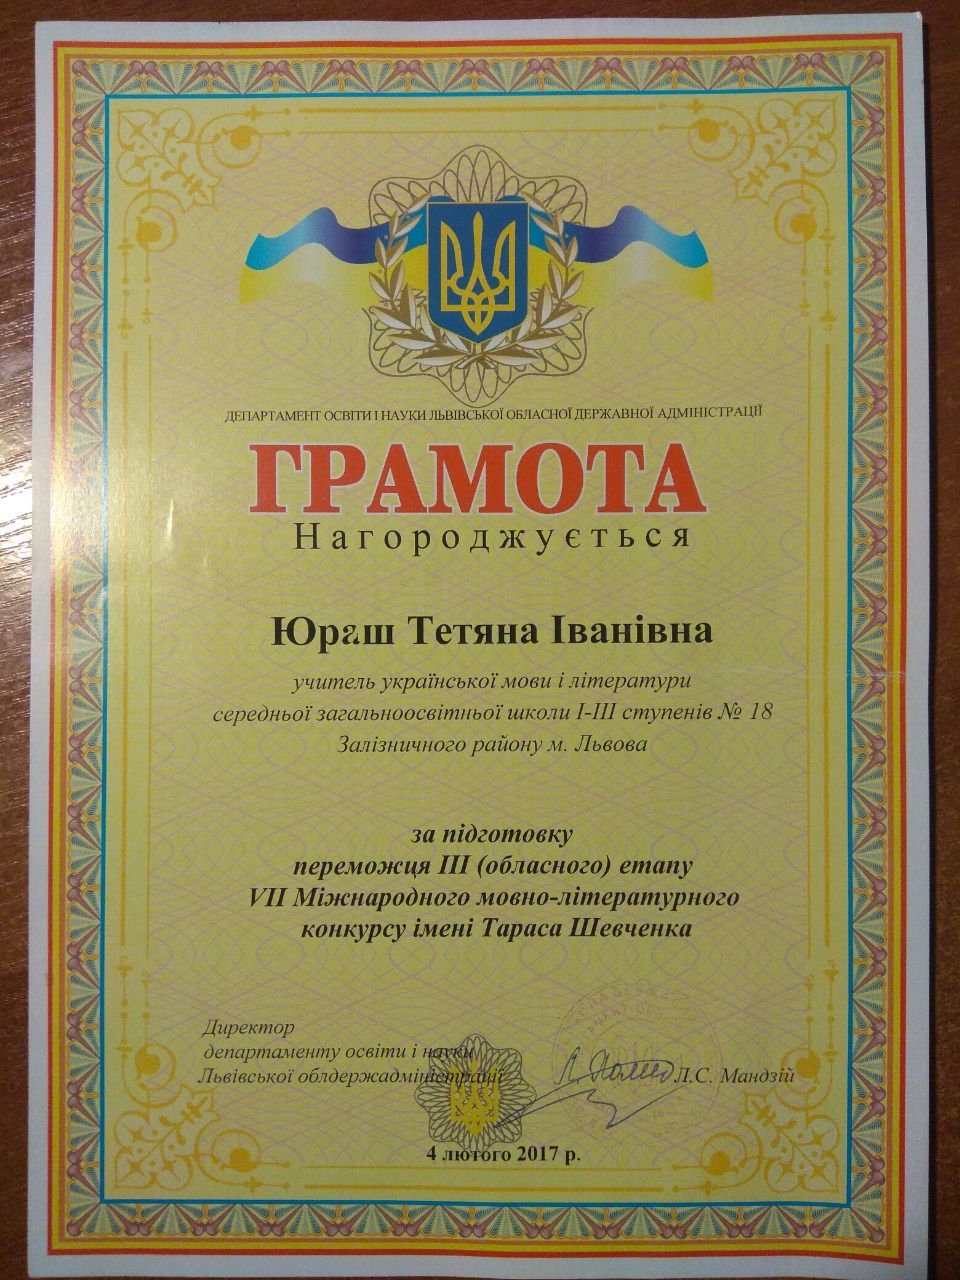 ДЕПАРТАМЕНТ ОСВІТИ І НАУКИ ЛЬВІВСЬКОЇ ОБЛАСНОЇ ДЕРЖАВНОЇ АДМІНІСТРАЦІЇ
ГРАМОТА
Нагороджується
Юраш Тетяна Іванівна
учитель української мови і літератури
середньої загальноосвітньої школи І-ІІІ ступенів № 18
Залізничного району м. Львова
за підготовку
переможця ІІІ (обласного) етапу
VII Міжнародного мовно-літературного
конкурсу імені Тараса Шевченка
Директор
департаменту освіти і науки
Львівської облдержадміністрації Л.С. Мандзій
4 лютого 2017 р.